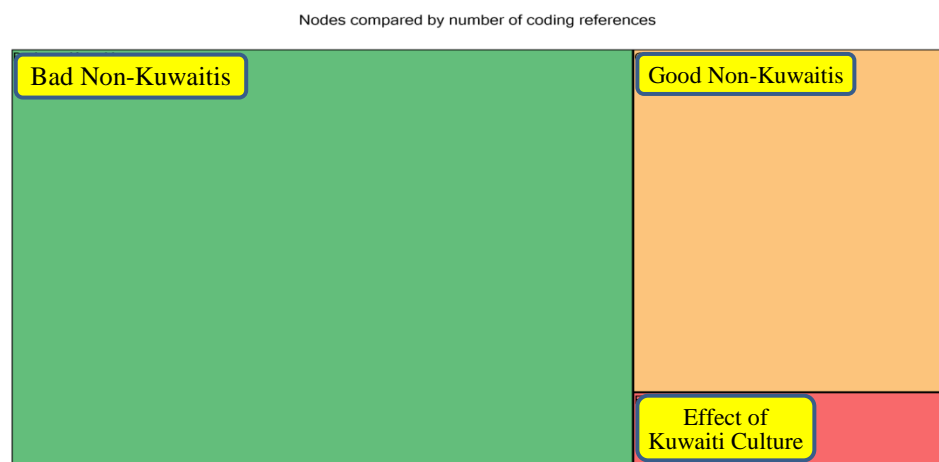 Nodes compared by number of coding references
Bad Non-Kuwaitis
Good Non-Kuwaitis
Effect of
Kuwaiti Culture